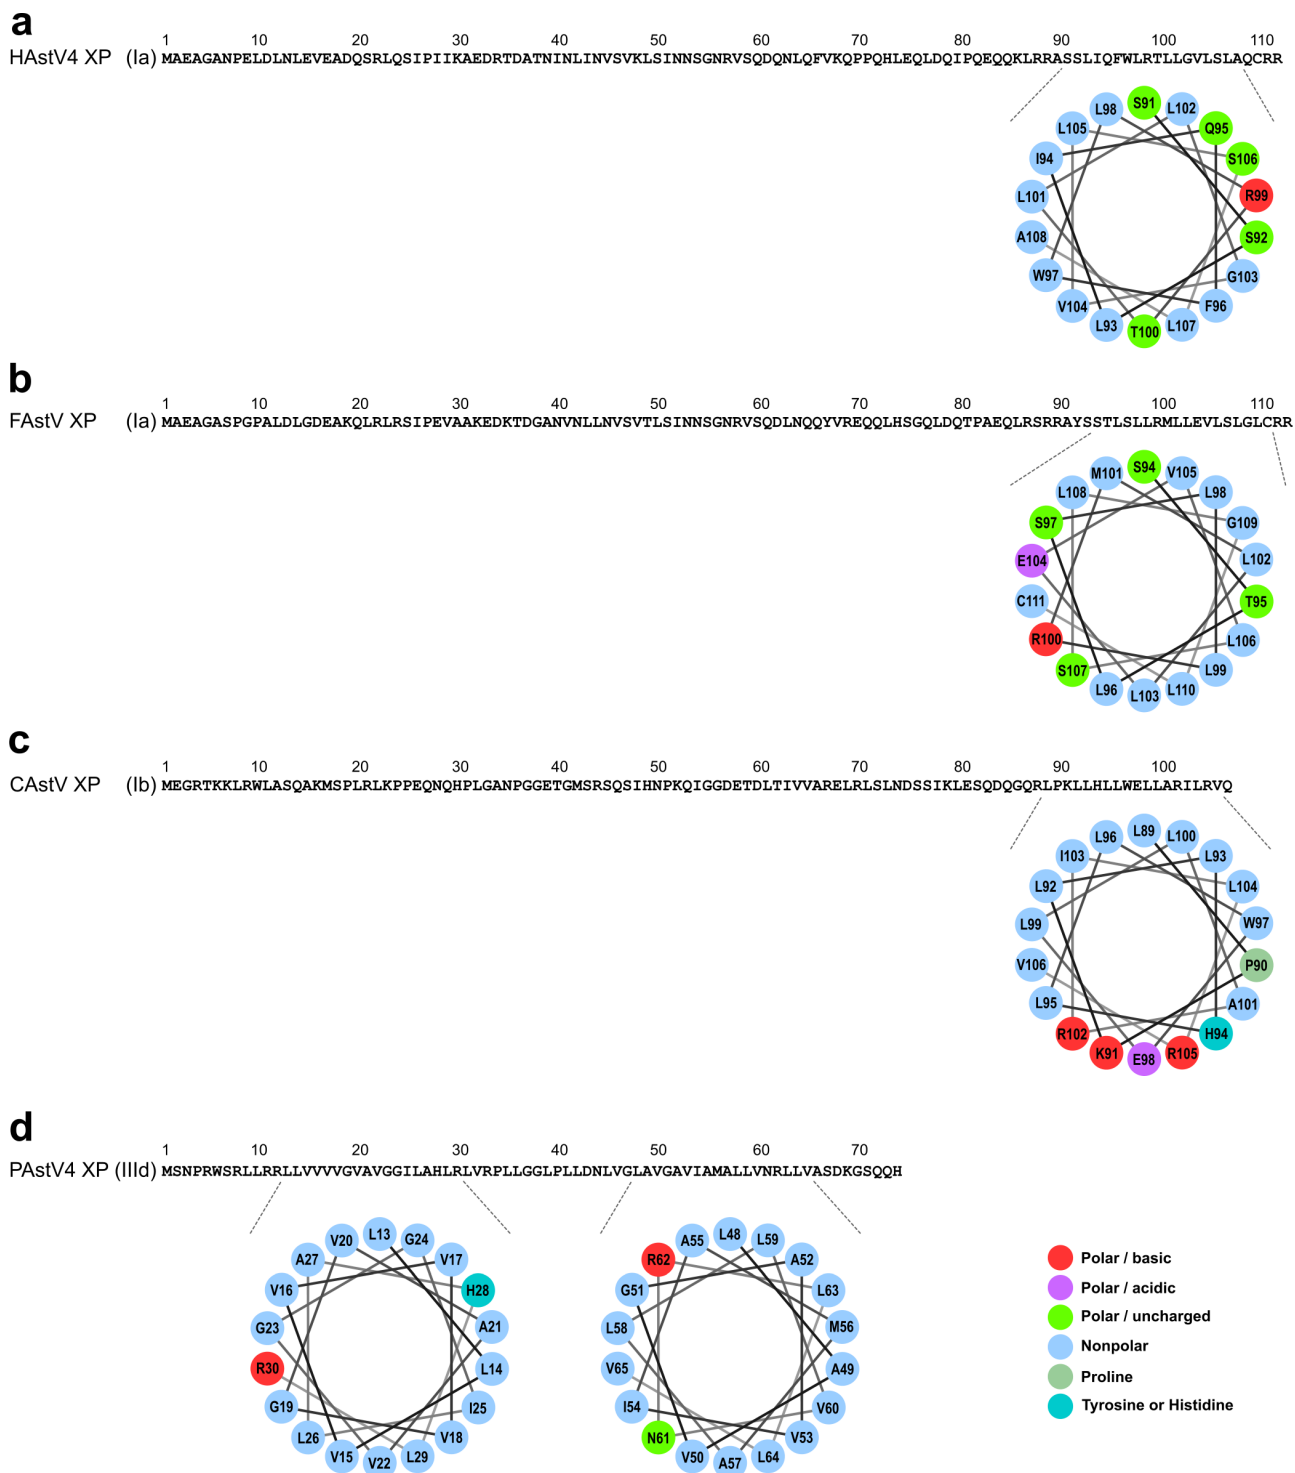 a
1 10 20 30 40 50 60 70 80 90 100 110
HAstV4 XP (Ia) MAEAGANPELDLNLEVEADQSRLQSIPIIKAEDRTDATNINLINVSVKLSINNSGNRVSQDQNLQFVKQPPQHLEQLDQIPQEQQKLRRASSLIQFWLRTLLGVLSLAQCRR
L98 S91 L102
L105 Q95
I94 S106
L101 R99
A108 S92
W97 G103
V104 F96
L93 T100 L107
b
1 10 20 30 40 50 60 70 80 90 100 110
FAstV XP (Ia) MAEAGASPGPALDLGDEAKQLRLRSIPEVAAKEDKTDGANVNLLNVSVTLSINNSGNRVSQDLNQQYVREQQLHSGQLDQTPAEQLRSRRAYSSTLSLLRMLLEVLSLGLCRR
M101 S94 V105
L108 L98
S97 G109
E104 L102
C111 T95
R100 L106
S107 L99
L96 L103 L110
c
1 10 20 30 40 50 60 70 80 90 100
CAstV XP (Ib) MEGRTKKLRWLASQAKMSPLRLKPPEQNQHPLGANPGGETGMSRSQSIHNPKQIGGDETDLTIVVARELRLSLNDSSIKLESQDQGQRLPKLLHLLWELLARILRVQ
L96 L89 L100
I103 L93
L92 L104
L99 W97
V106 P90
L95 A101
R102 H94
K91 E98 R105
d
1 10 20 30 40 50 60 70
PAstV4 XP (IIId) MSNPRWSRLLRRLLVVVVGVAVGGILAHLRLVRPLLGGLPLLDNLVGLAVGAVIAMALLVNRLLVASDKGSQQH
V20 L13 G24
A27 V17
V16 H28
G23 A21
R30 L14
G19 I25
L26 V18
V15 V22 L29
A55 L48 L59
R62 A52
G51 L63
L58 M56
V65 A49
I54 V60
N61 V53
V50 A57 L64
Polar / basic
Polar / acidic
Polar / uncharged
Nonpolar
Proline
Tyrosine or Histidine